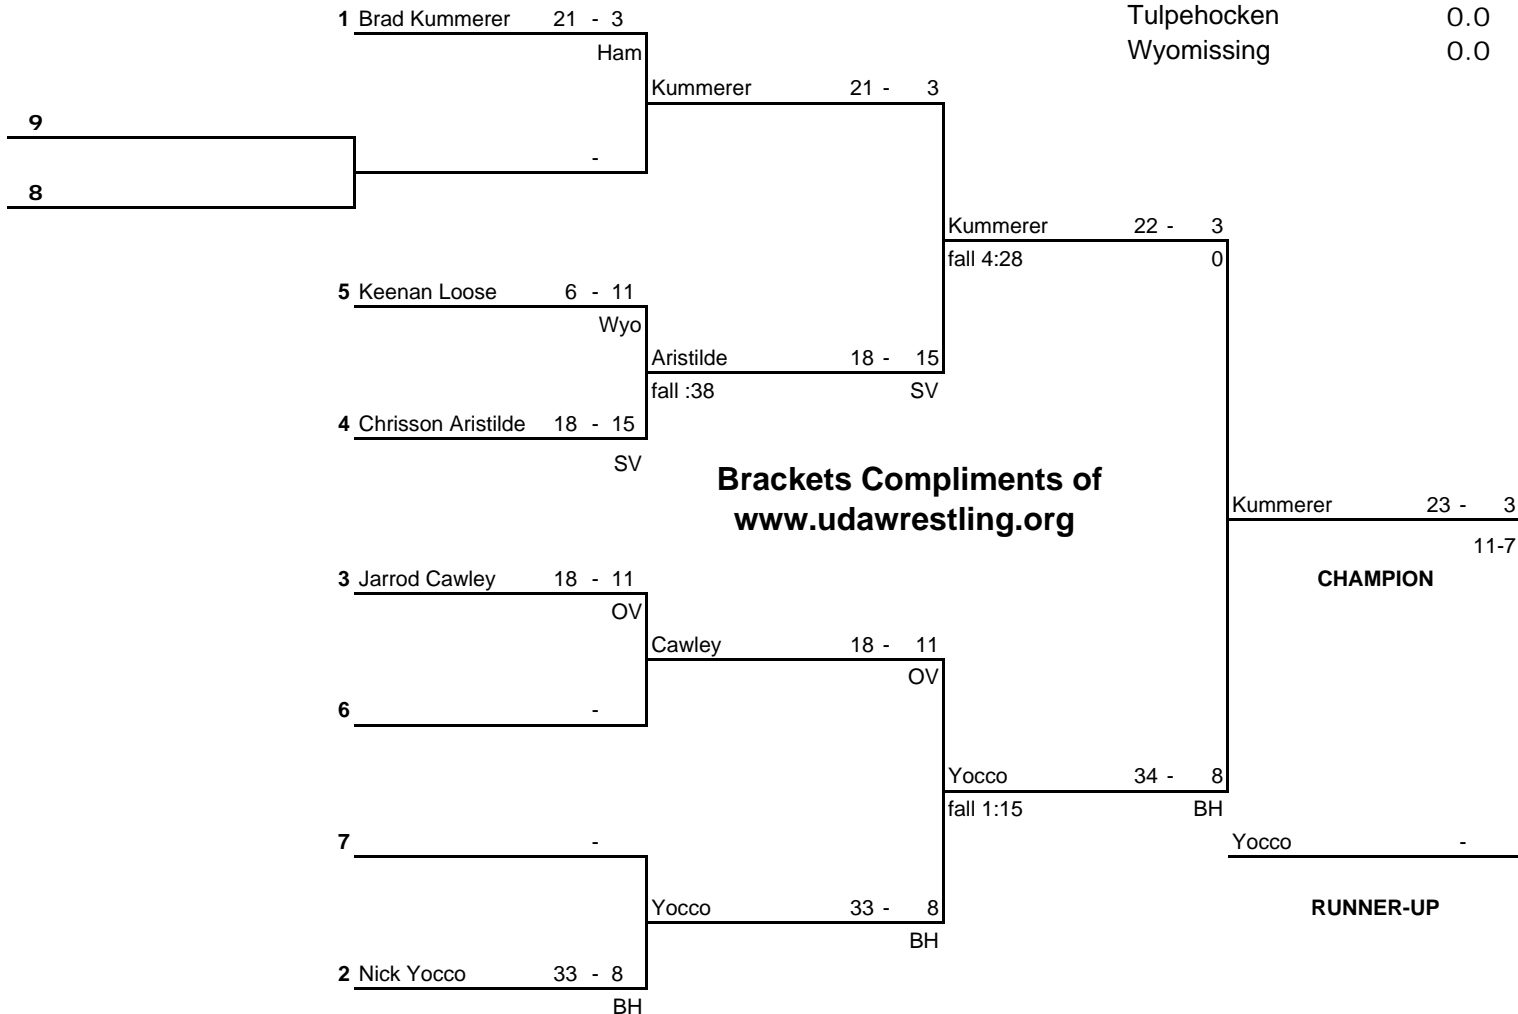 Tulpehocken 0.0
Wyomissing 0.0
1 Brad Kummerer 21 - 3
Ham
Kummerer 21 - 3
9
-
8
Kummerer 22 - 3
fall 4:28 0
5 Keenan Loose 6 - 11
Wyo
Aristilde 18 - 15
fall :38 SV
4 Chrisson Aristilde 18 - 15
SV
Brackets Compliments of
www.udawrestling.org
Kummerer 23 - 3
11-7
CHAMPION
3 Jarrod Cawley 18 - 11
OV
Cawley 18 - 11
OV
6 -
Yocco 34 - 8
fall 1:15 BH
7 -
Yocco -
Yocco 33 - 8
BH
RUNNER-UP
2 Nick Yocco 33 - 8
BH